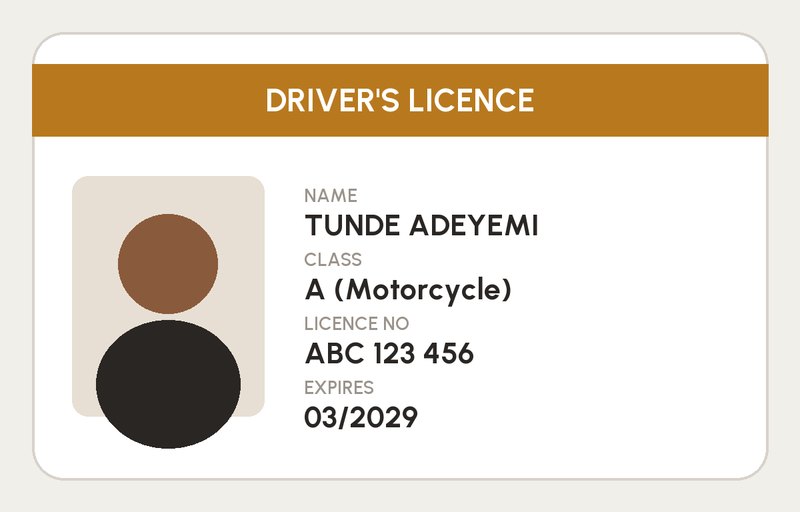 DRIVER'S LICENCE
NAME
TUNDE ADEYEMI
CLASS
A (Motorcycle)
LICENCE NO
ABC 123 456
EXPIRES
03/2029